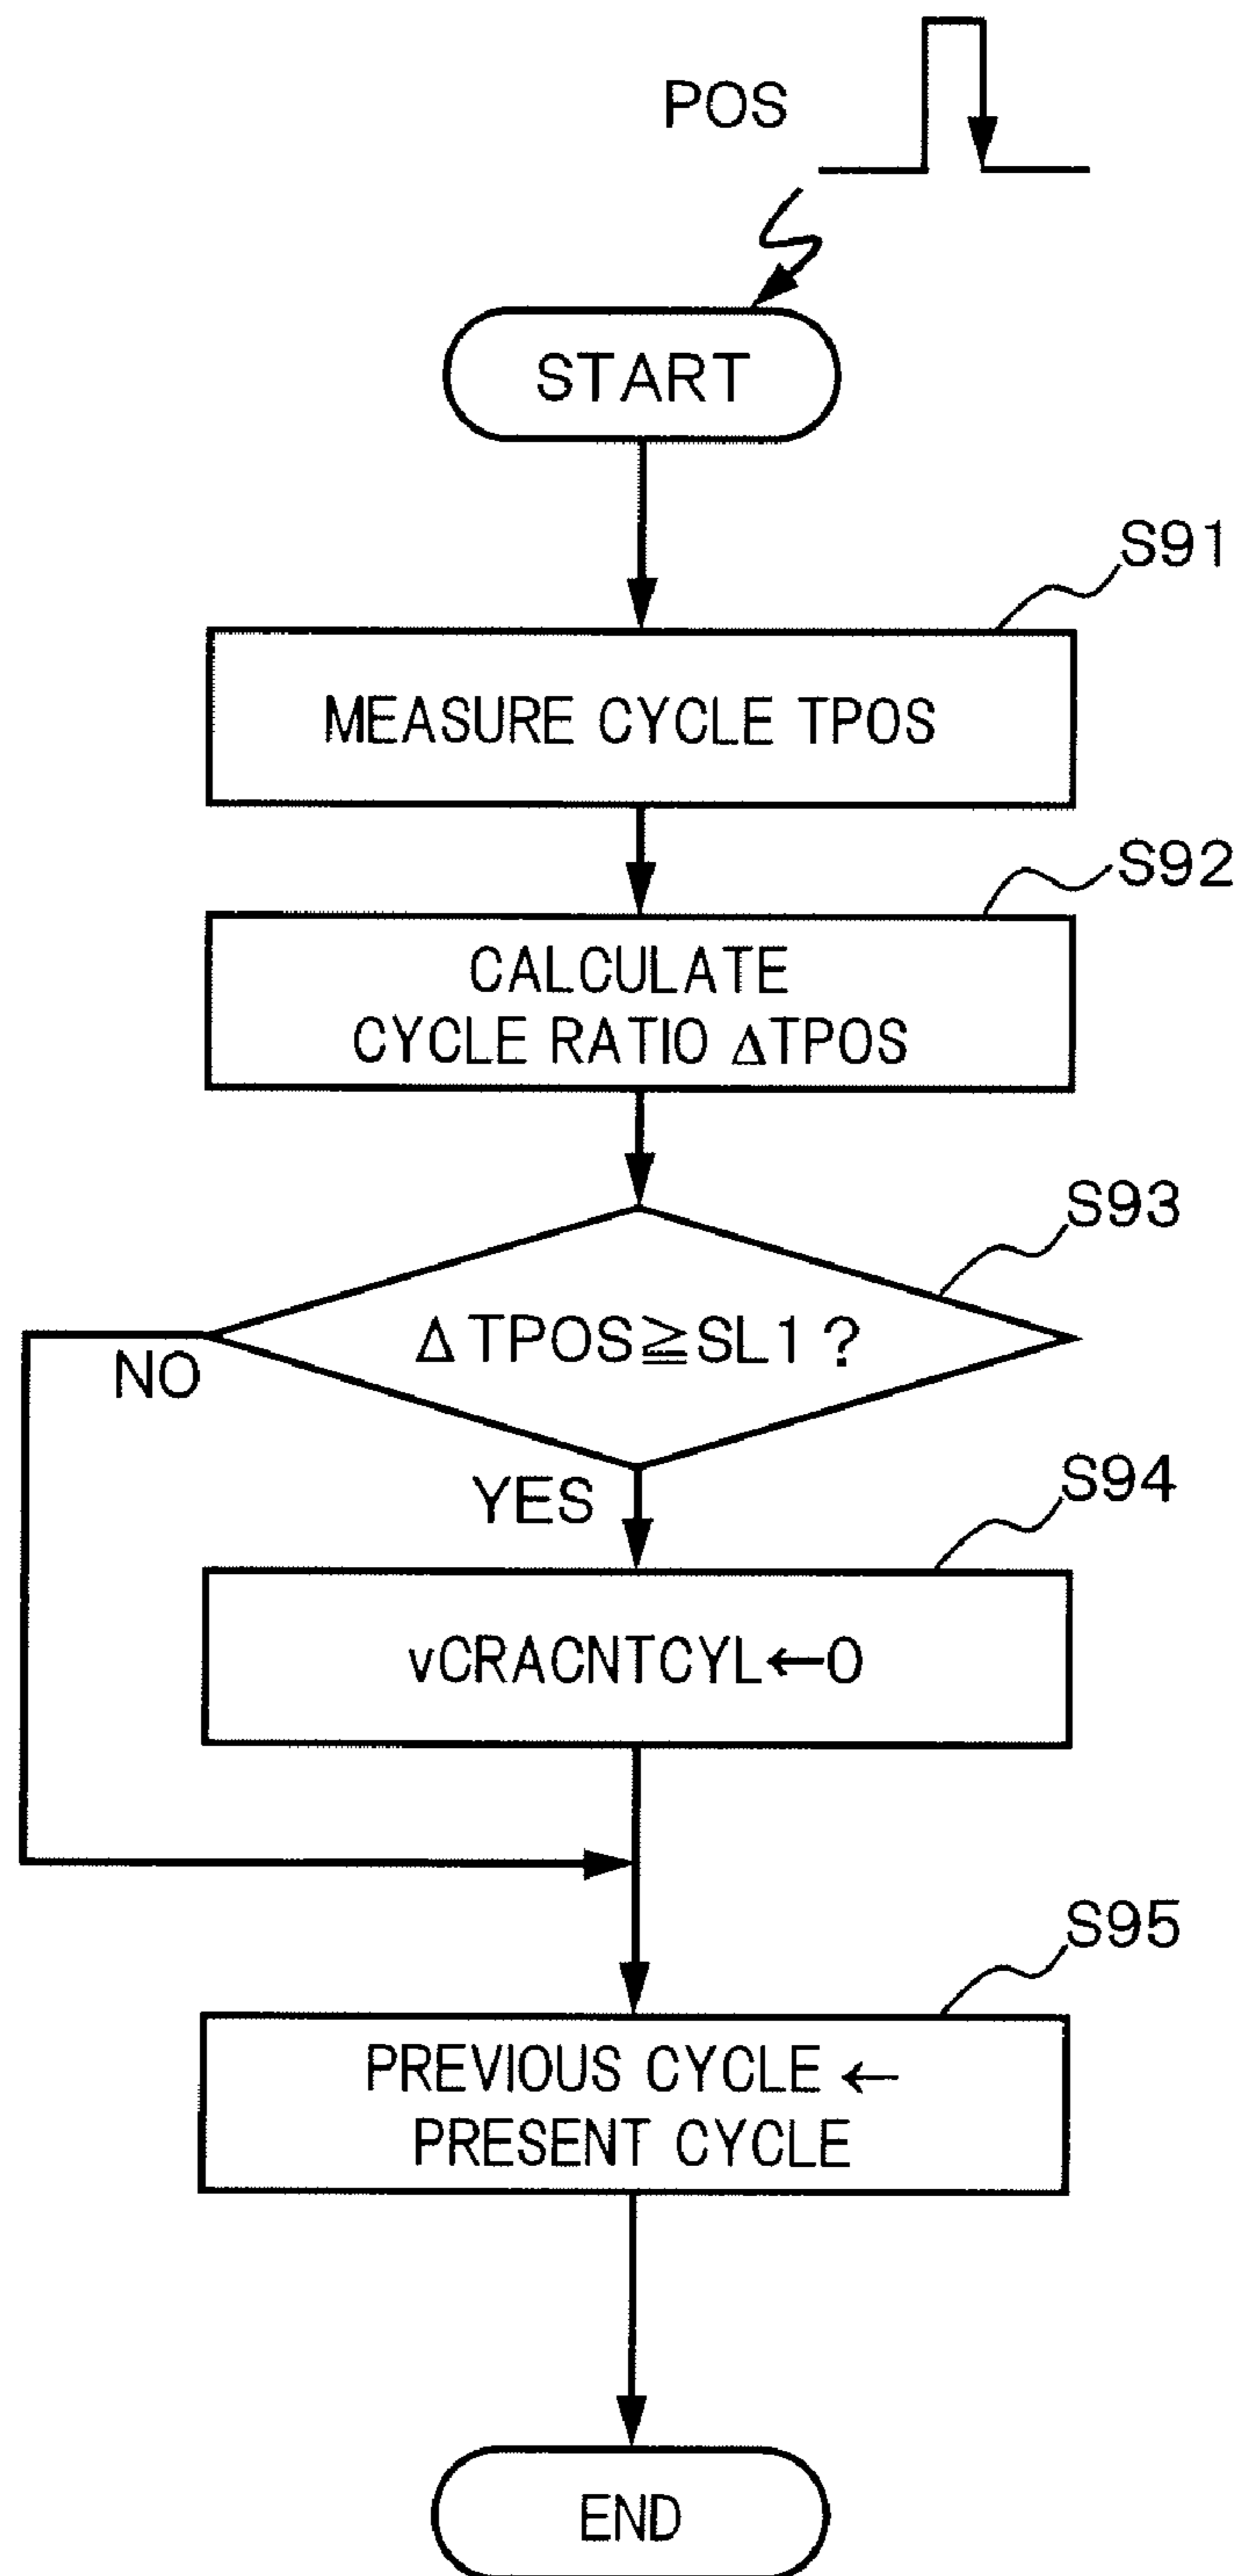 POS
START
S91
MEASURE CYCLE TPOS
S92
CALCULATE
CYCLE RATIO ΔTPOS
S93
ΔTPOS≧SL1?
NO
YES
S94
vCRACNTCYL←0
S95
PREVIOUS CYCLE ←
PRESENT CYCLE
END